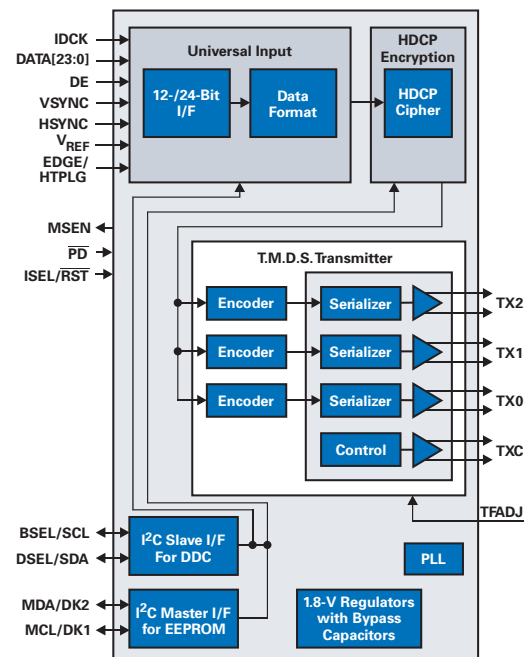 IDCK
DATA[23:0]
DE
VSYNC
HSYNC
VREF
EDGE/
HTPLG
MSEN
PD
ISEL/RST
BSEL/SCL
DSEL/SDA
MDA/DK2
MCL/DK1
Universal Input
12-/24-Bit
I/F
Data
Format
HDCP
Encryption
HDCP
Cipher
T.M.D.S. Transmitter
Encoder
Serializer
TX2
Encoder
Serializer
TX1
Encoder
Serializer
TX0
Control
TXC
TFADJ
I2C Slave I/F
For DDC
PLL
I2C Master I/F
for EEPROM
1.8-V Regulators
with Bypass
Capacitors